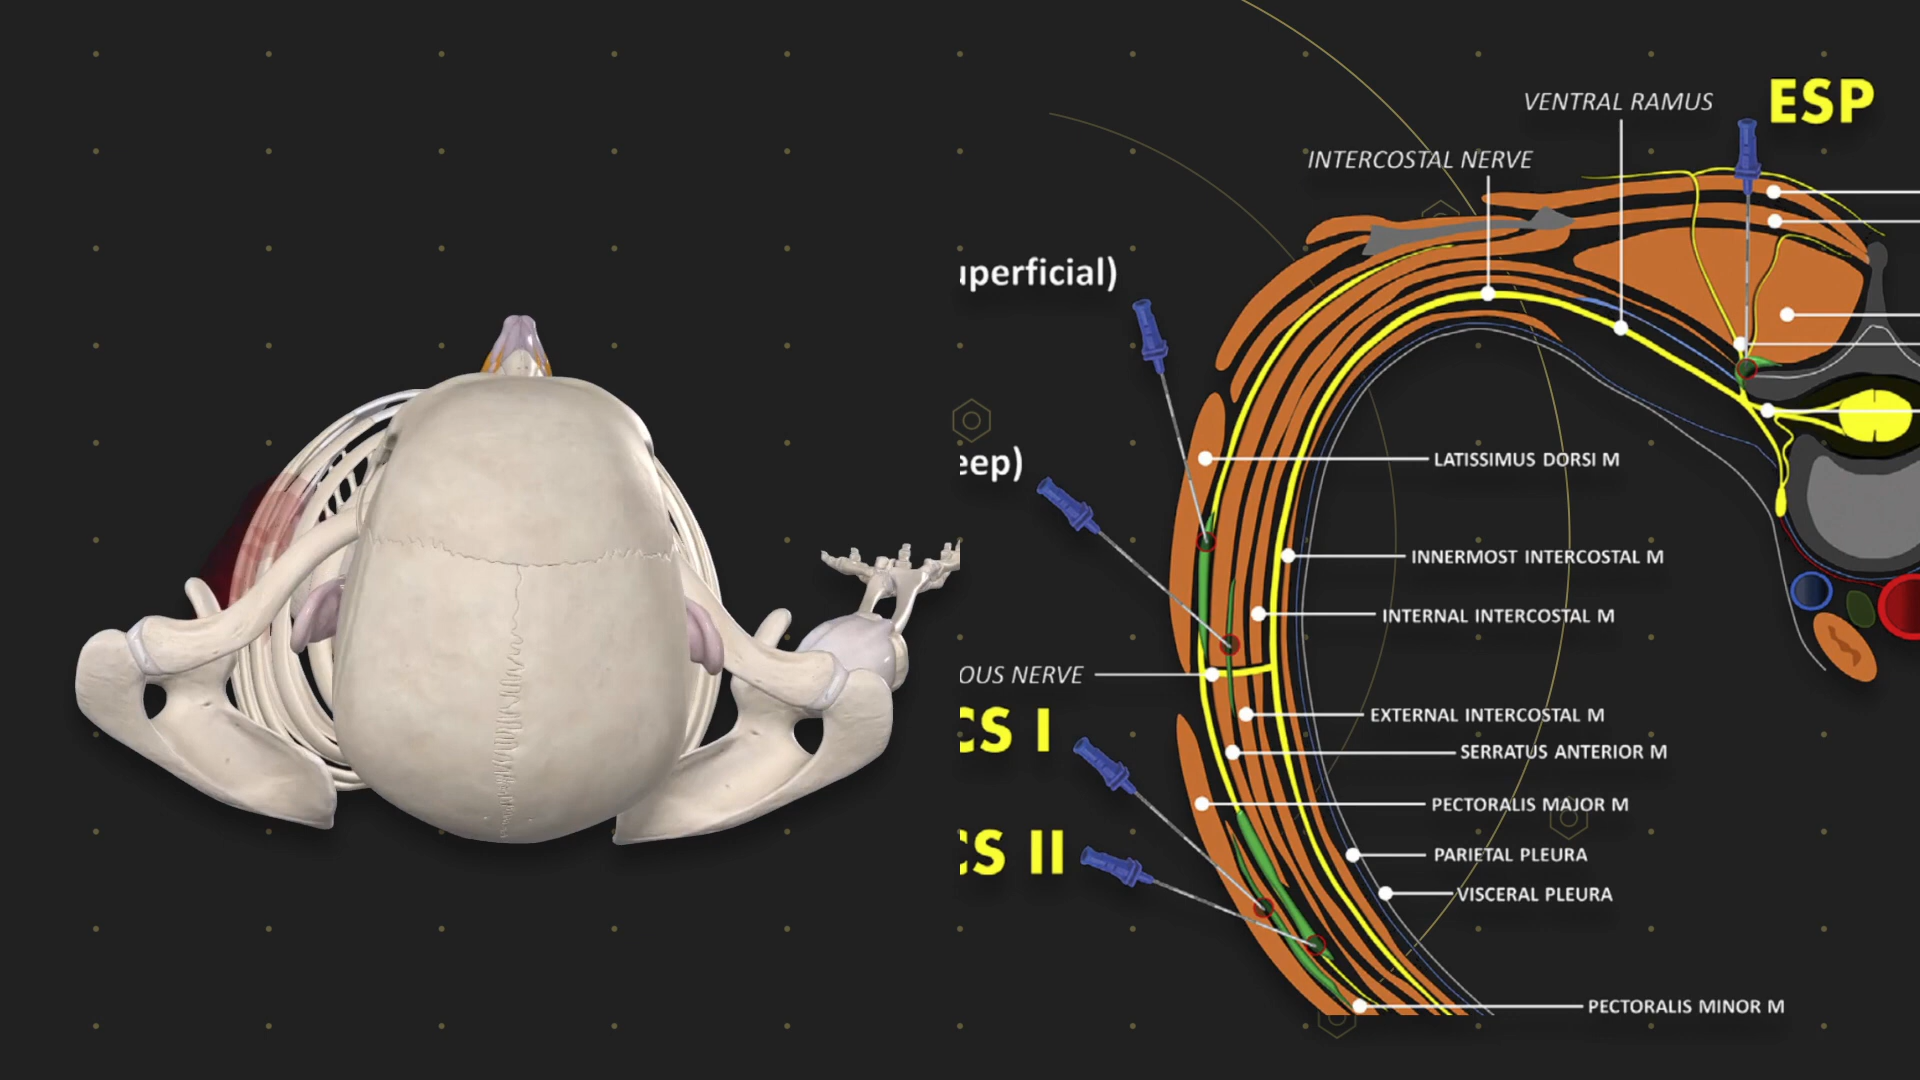 ESP
VENTRAL RAMUS
INTERCOSTAL NERVE
uperficial)
eep)
LATISSIMUS DORSI M
INNERMOST INTERCOSTAL M
INTERNAL INTERCOSTAL M
OUS NERVE
EXTERNAL INTERCOSTAL M
CS I
SERRATUS ANTERIOR M
PECTORALIS MAJOR M
CS II
PARIETAL PLEURA
VISCERAL PLEURA
PECTORALIS MINOR M